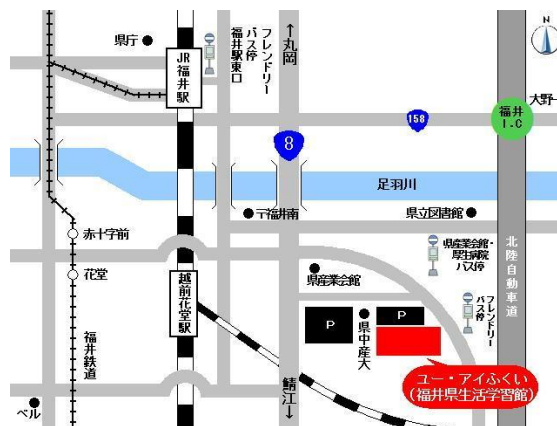 県庁
JR福井駅
フレンドリー
バス停
福井駅東口
↑丸岡
N
大野→
福井
I.C
158
8
足羽川
〒福井南
県立図書館
赤十字前
花堂
福井鉄道
ベル
越前花堂駅
県産業会館
県産業会館・
厚生病院
バス停
北陸自動車道
フレンドリー
バス停
P
県中産大
P
ユー・アイふくい
(福井県生活学習館)
鯖江↓